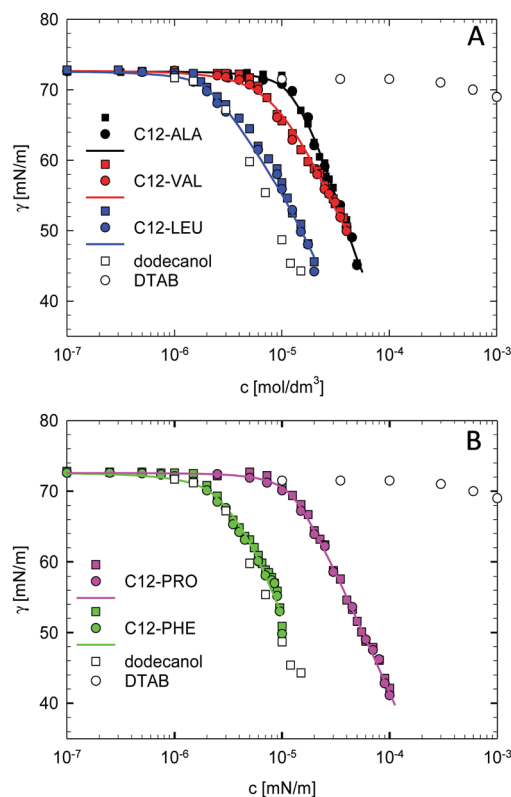 A
80
70
60
50
40
γ [mN/m]
C12-ALA
C12-VAL
C12-LEU
dodecanol
DTAB
10-7 10-6 10-5 10-4 10-3
c [mol/dm3]
B
80
70
60
50
40
γ [mN/m]
C12-PRO
C12-PHE
dodecanol
DTAB
10-7 10-6 10-5 10-4 10-3
c [mN/m]